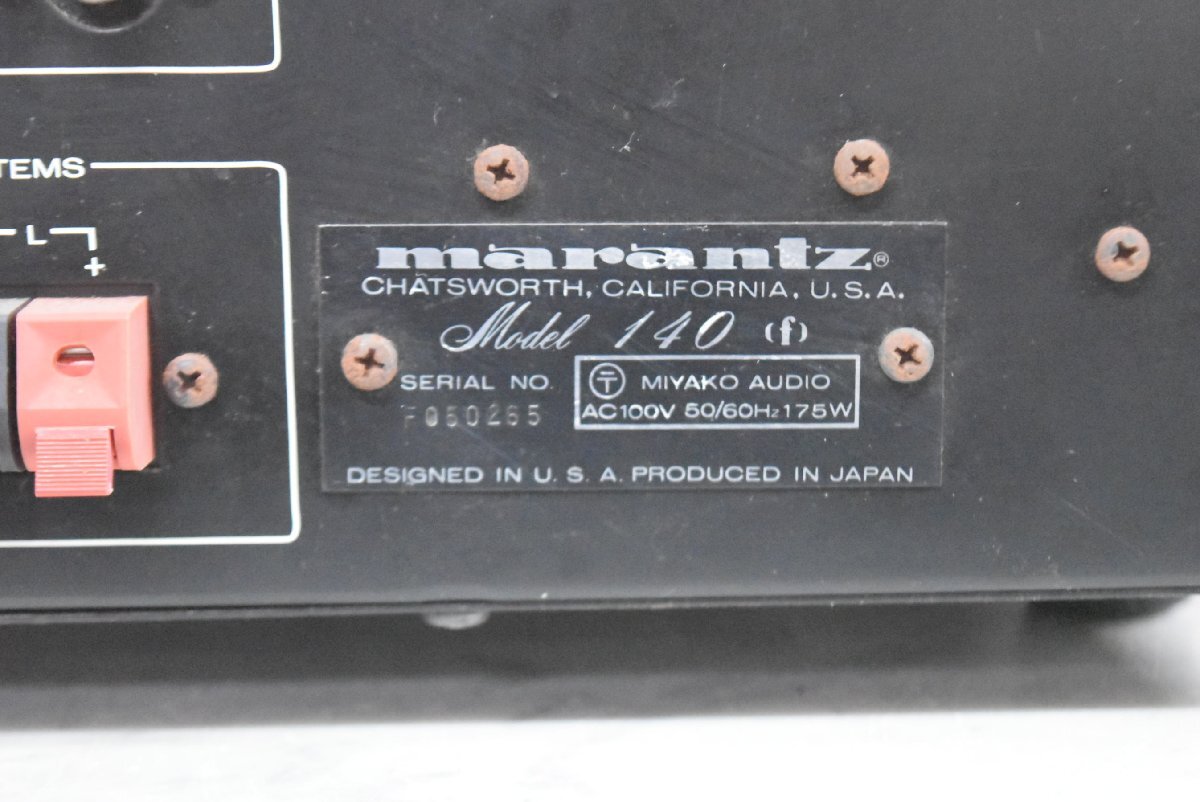 TEMS
L
+
marantz®
CHATSWORTH, CALIFORNIA, U.S.A.
Model 140 (f)
SERIAL NO.
F050265
〒 MIYAKO AUDIO
AC100V 50/60Hz 175W
DESIGNED IN U. S. A. PRODUCED IN JAPAN